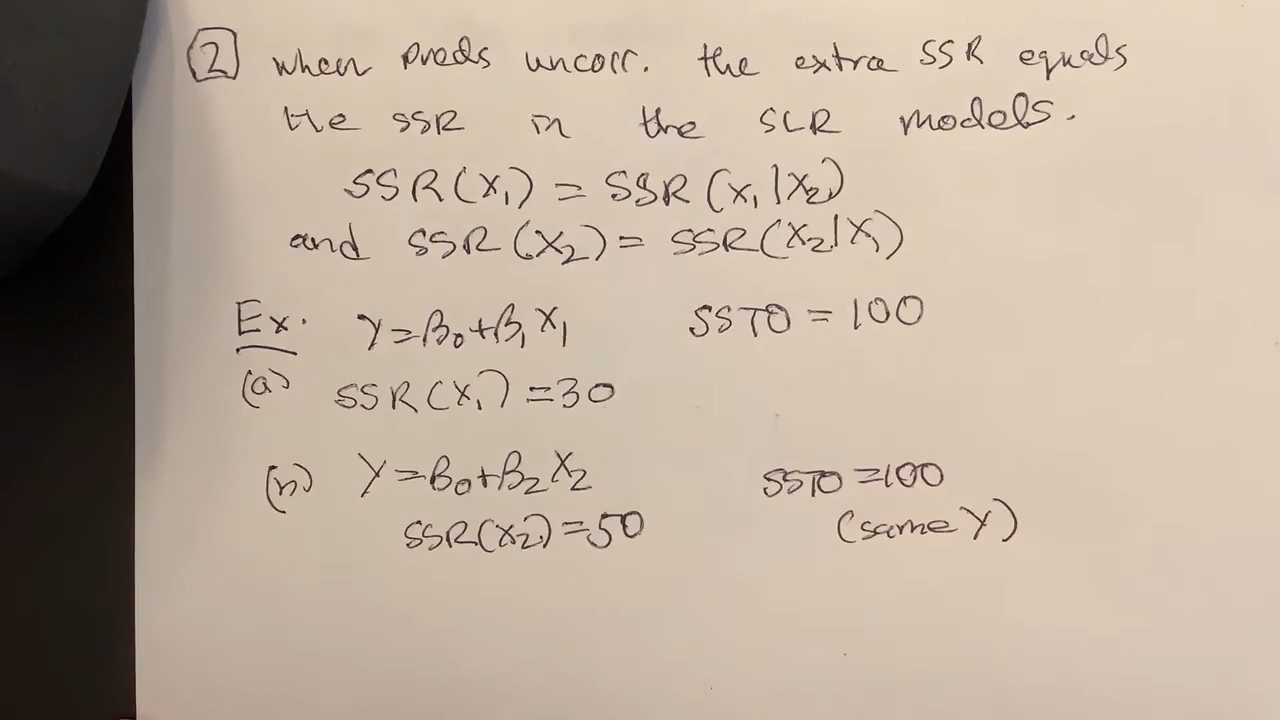 2 when preds uncorr. the extra SSR equals
the SSR in the SLR models.
SSR(X₁) = SSR(X₁|X₂)
and SSR(X₂) = SSR(X₂|X₁)
Ex. Y=β₀+β₁X₁ SSTO = 100
(a) SSR(X₁) = 30
Y=β₀+β₂X₂ SSTO = 100
SSR(X₂) = 50 (same Y)